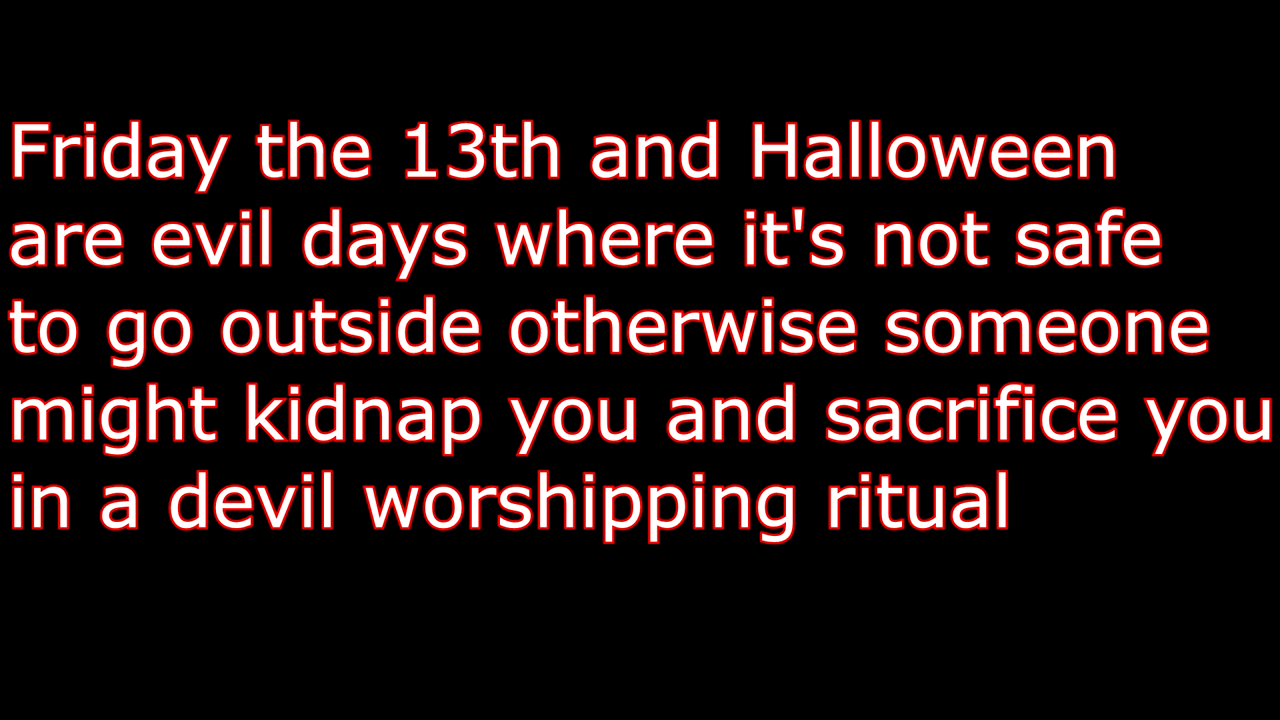 Friday the 13th and Halloween
are evil days where it's not safe
to go outside otherwise someone
might kidnap you and sacrifice you
in a devil worshipping ritual